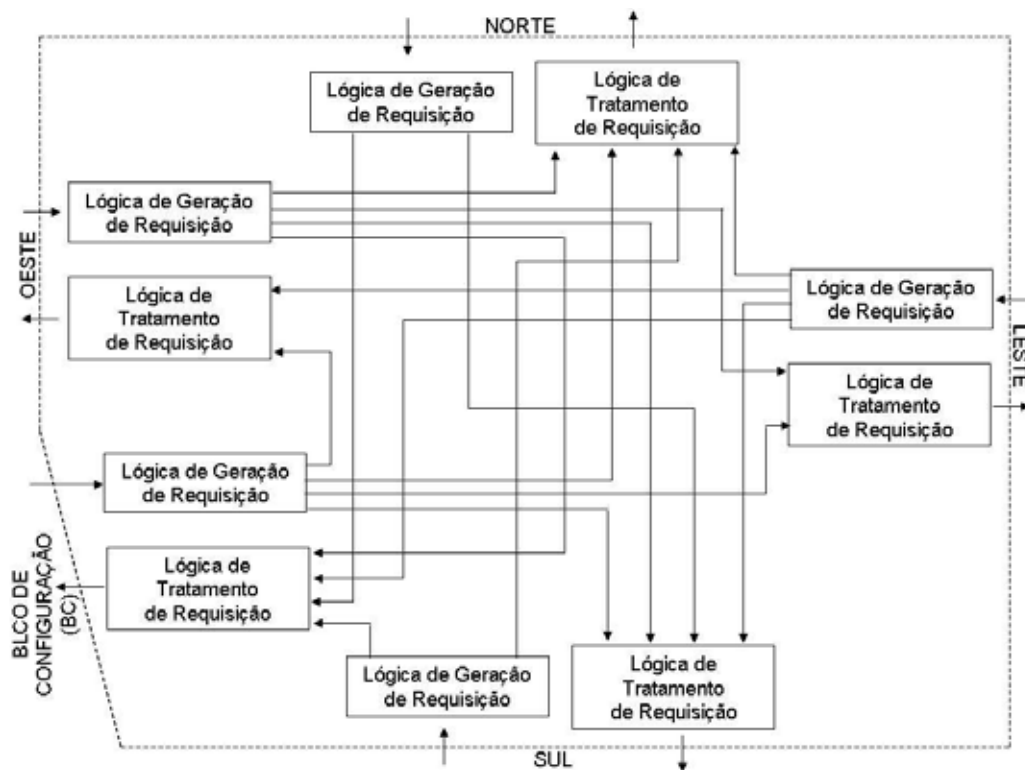 NORTE
Lógica de Geração
de Requisição
Lógica de
Tratamento
de Requisição
Lógica de Geração
de Requisição
OESTE
Lógica de
Tratamento
de Requisição
Lógica de Geração
de Requisição
LESTE
Lógica de
Tratamento
de Requisição
Lógica de Geração
de Requisição
Lógica de
Tratamento
de Requisição
BLCO DE
CONFIGURAÇÃO
(BC)
Lógica de Geração
de Requisição
Lógica de
Tratamento
de Requisição
SUL